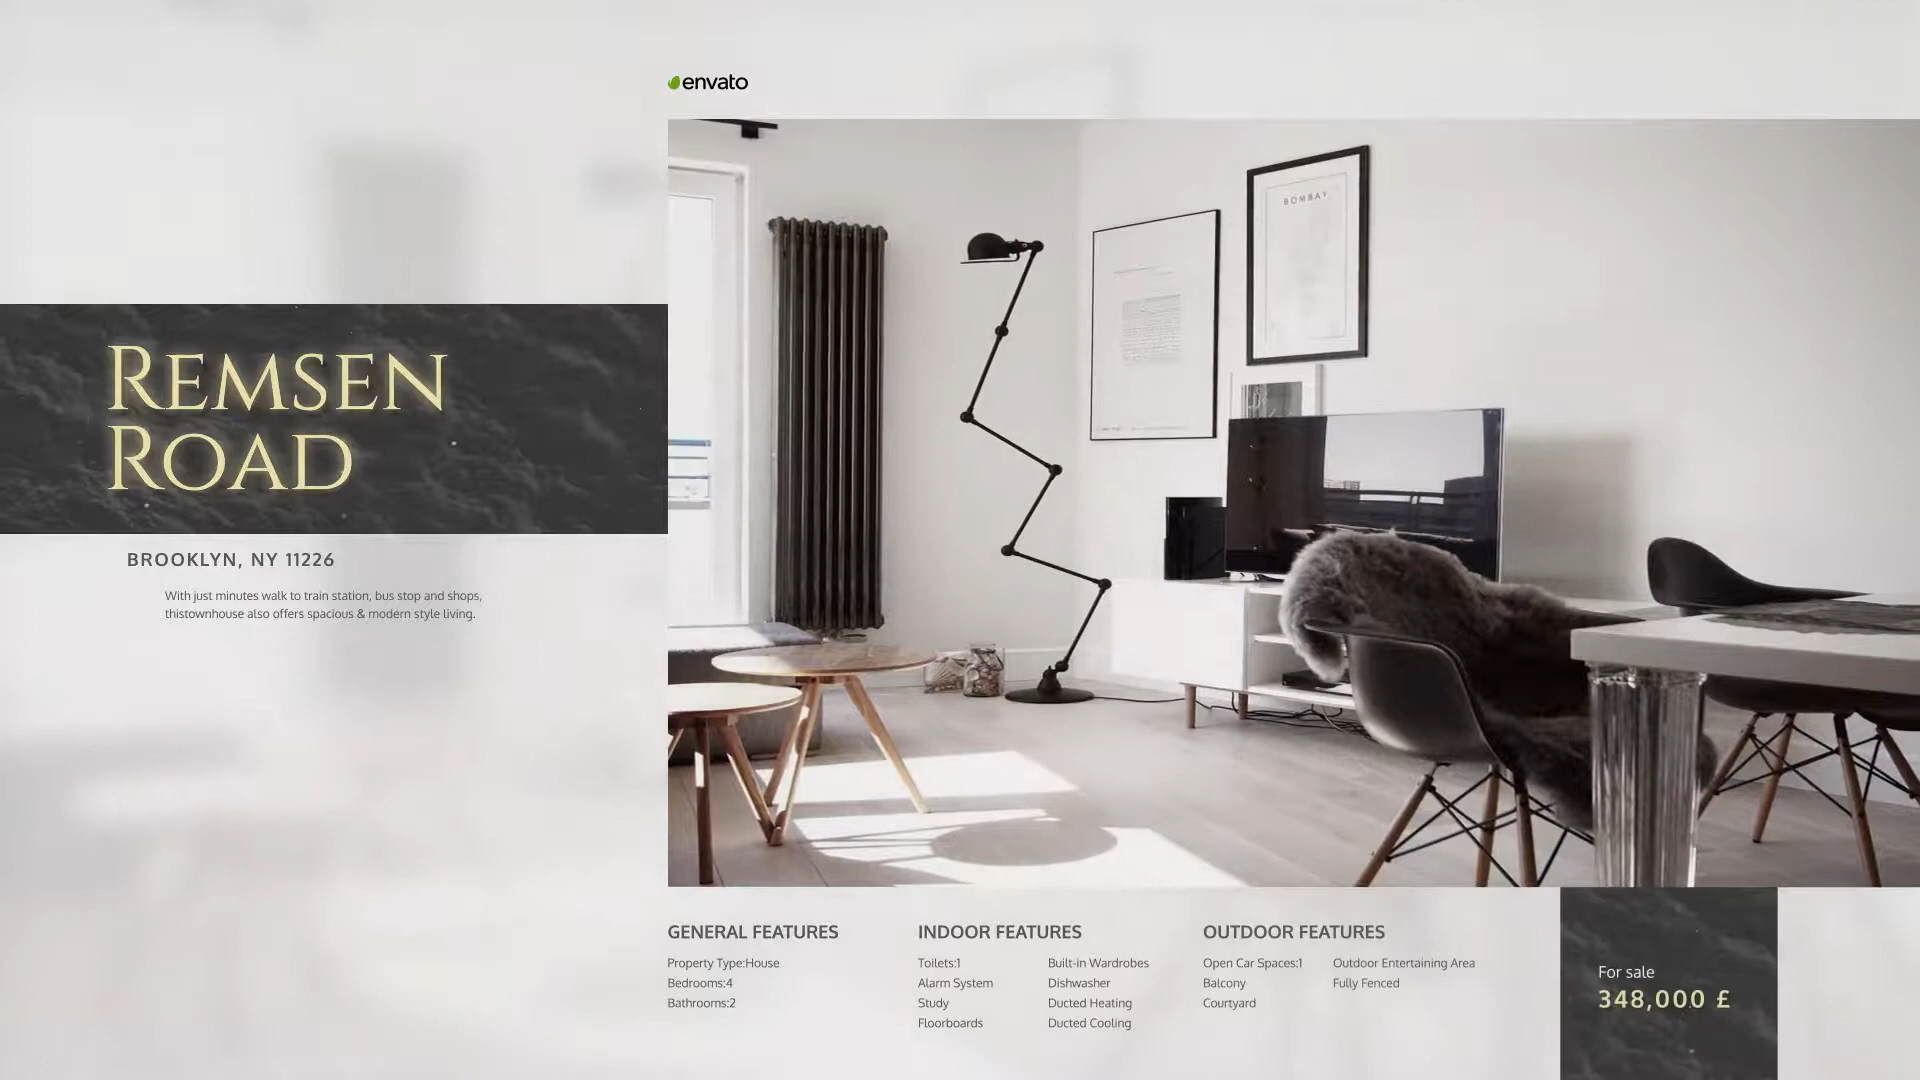 envato
BOMBAY
REMSEN
ROAD
BROOKLYN, NY 11226
With just minutes walk to train station, bus stop and shops,
thistownhouse also offers spacious & modern style living.
GENERAL FEATURES
Property Type:House
Bedrooms:4
Bathrooms:2
INDOOR FEATURES
Toilets:1
Alarm System
Study
Floorboards
Built-in Wardrobes
Dishwasher
Ducted Heating
Ducted Cooling
OUTDOOR FEATURES
Open Car Spaces:1
Balcony
Courtyard
Outdoor Entertaining Area
Fully Fenced
For sale
348,000 £